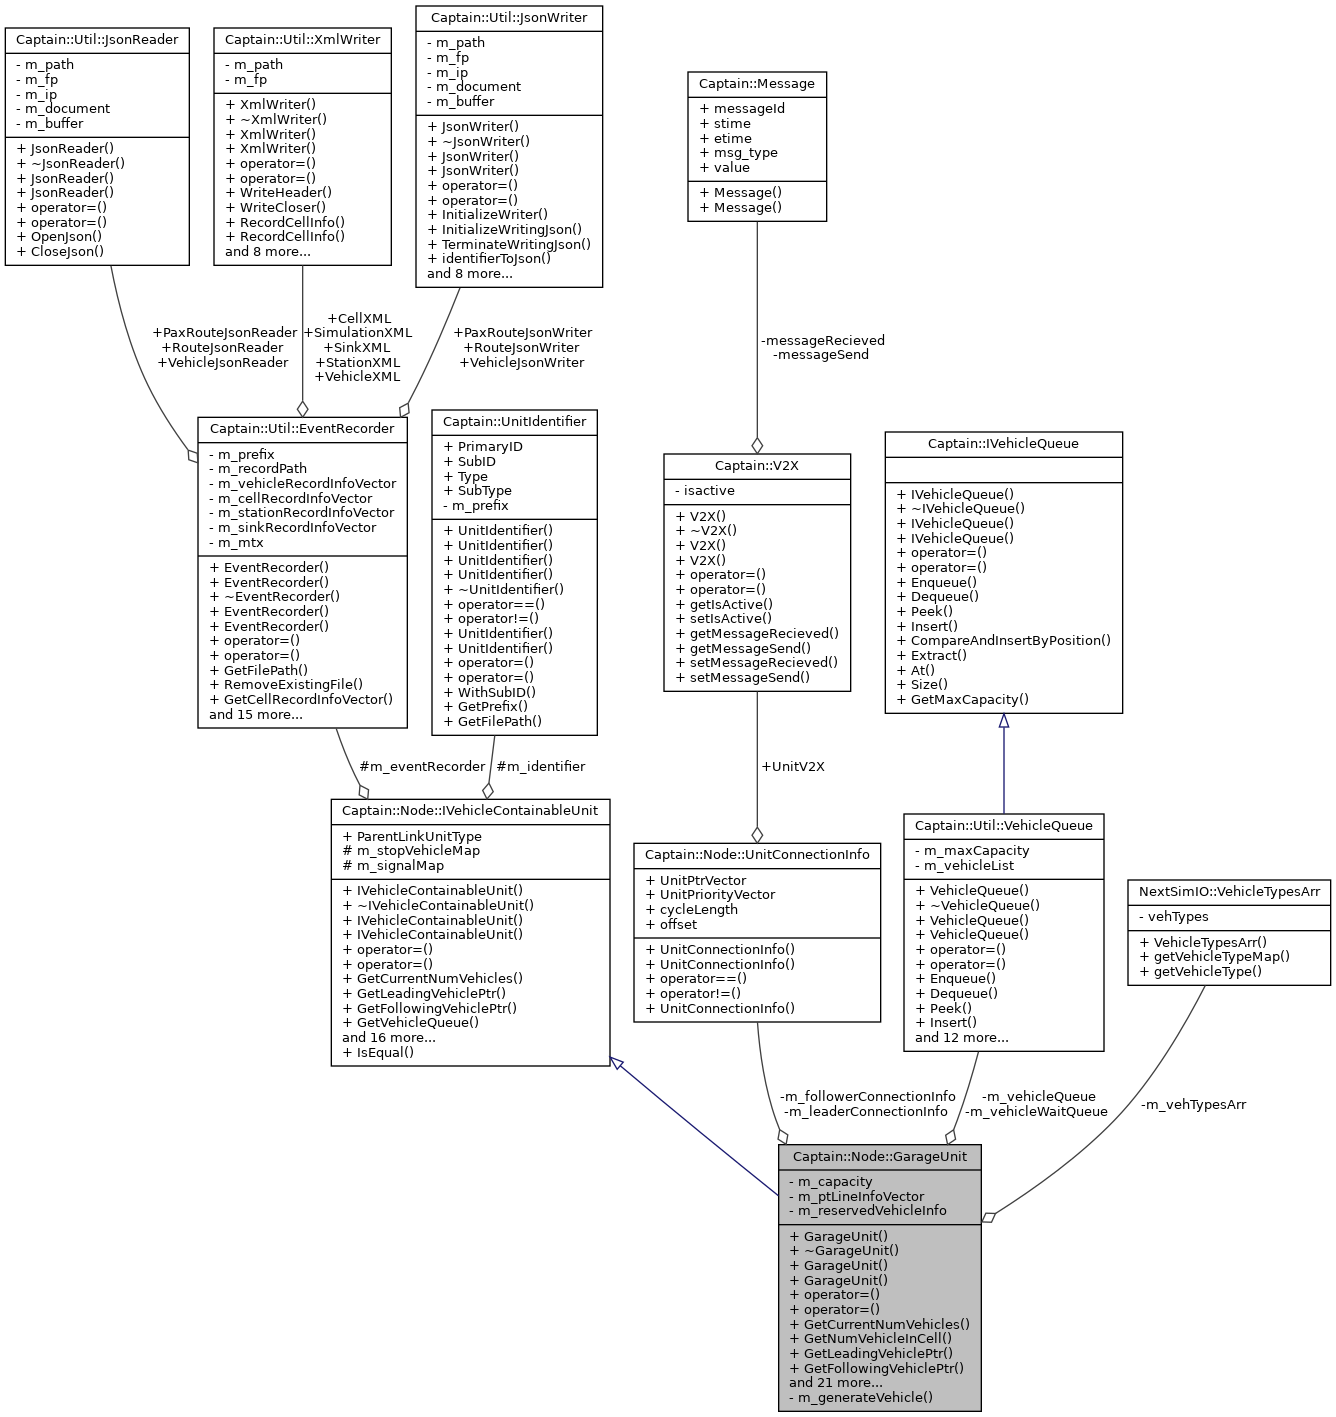 Captain::Util::JsonReader
- m_path
- m_fp
- m_ip
- m_document
- m_buffer
+ JsonReader()
+ ~JsonReader()
+ JsonReader()
+ JsonReader()
+ operator=()
+ operator=()
+ OpenJson()
+ CloseJson()
Captain::Util::XmlWriter
- m_path
- m_fp
+ XmlWriter()
+ ~XmlWriter()
+ XmlWriter()
+ XmlWriter()
+ operator=()
+ operator=()
+ WriteHeader()
+ WriteCloser()
+ RecordCellInfo()
+ RecordCellInfo()
and 8 more...
Captain::Util::JsonWriter
- m_path
- m_fp
- m_ip
- m_document
- m_buffer
+ JsonWriter()
+ ~JsonWriter()
+ JsonWriter()
+ JsonWriter()
+ operator=()
+ operator=()
+ InitializeWriter()
+ InitializeWritingJson()
+ TerminateWritingJson()
+ identifierToJson()
and 8 more...
Captain::Message
+ messageId
+ stime
+ etime
+ msg_type
+ value
+ Message()
+ Message()
+PaxRouteJsonReader
+RouteJsonReader
+VehicleJsonReader
+CellXML
+SimulationXML
+SinkXML
+StationXML
+VehicleXML
+PaxRouteJsonWriter
+RouteJsonWriter
+VehicleJsonWriter
-messageRecieved
-messageSend
Captain::Util::EventRecorder
- m_prefix
- m_recordPath
- m_vehicleRecordInfoVector
- m_cellRecordInfoVector
- m_stationRecordInfoVector
- m_sinkRecordInfoVector
- m_mtx
+ EventRecorder()
+ EventRecorder()
+ ~EventRecorder()
+ EventRecorder()
+ EventRecorder()
+ operator=()
+ operator=()
+ GetFilePath()
+ RemoveExistingFile()
+ GetCellRecordInfoVector()
and 15 more...
Captain::UnitIdentifier
+ PrimaryID
+ SubID
+ Type
+ SubType
- m_prefix
+ UnitIdentifier()
+ UnitIdentifier()
+ UnitIdentifier()
+ UnitIdentifier()
+ ~UnitIdentifier()
+ operator==()
+ operator!=()
+ UnitIdentifier()
+ UnitIdentifier()
+ operator=()
+ operator=()
+ WithSubID()
+ GetPrefix()
+ GetFilePath()
Captain::V2X
- isactive
+ V2X()
+ ~V2X()
+ V2X()
+ V2X()
+ operator=()
+ operator=()
+ getIsActive()
+ setIsActive()
+ getMessageRecieved()
+ getMessageSend()
+ setMessageRecieved()
+ setMessageSend()
Captain::IVehicleQueue
+ IVehicleQueue()
+ ~IVehicleQueue()
+ IVehicleQueue()
+ IVehicleQueue()
+ operator=()
+ operator=()
+ Enqueue()
+ Dequeue()
+ Peek()
+ Insert()
+ CompareAndInsertByPosition()
+ Extract()
+ At()
+ Size()
+ GetMaxCapacity()
#m_eventRecorder
#m_identifier
+UnitV2X
Captain::Node::IVehicleContainableUnit
+ ParentLinkUnitType
# m_stopVehicleMap
# m_signalMap
+ IVehicleContainableUnit()
+ ~IVehicleContainableUnit()
+ IVehicleContainableUnit()
+ IVehicleContainableUnit()
+ operator=()
+ operator=()
+ GetCurrentNumVehicles()
+ GetLeadingVehiclePtr()
+ GetFollowingVehiclePtr()
+ GetVehicleQueue()
and 16 more...
+ IsEqual()
Captain::Node::UnitConnectionInfo
+ UnitPtrVector
+ UnitPriorityVector
+ cycleLength
+ offset
+ UnitConnectionInfo()
+ UnitConnectionInfo()
+ operator==()
+ operator!=()
+ UnitConnectionInfo()
Captain::Util::VehicleQueue
- m_maxCapacity
- m_vehicleList
+ VehicleQueue()
+ ~VehicleQueue()
+ VehicleQueue()
+ VehicleQueue()
+ operator=()
+ operator=()
+ Enqueue()
+ Dequeue()
+ Peek()
+ Insert()
and 12 more...
NextSimIO::VehicleTypesArr
- vehTypes
+ VehicleTypesArr()
+ getVehicleTypeMap()
+ getVehicleType()
-m_followerConnectionInfo
-m_leaderConnectionInfo
-m_vehicleQueue
-m_vehicleWaitQueue
-m_vehTypesArr
Captain::Node::GarageUnit
- m_capacity
- m_ptLineInfoVector
- m_reservedVehicleInfo
+ GarageUnit()
+ ~GarageUnit()
+ GarageUnit()
+ GarageUnit()
+ operator=()
+ operator=()
+ GetCurrentNumVehicles()
+ GetNumVehicleInCell()
+ GetLeadingVehiclePtr()
+ GetFollowingVehiclePtr()
and 21 more...
- m_generateVehicle()